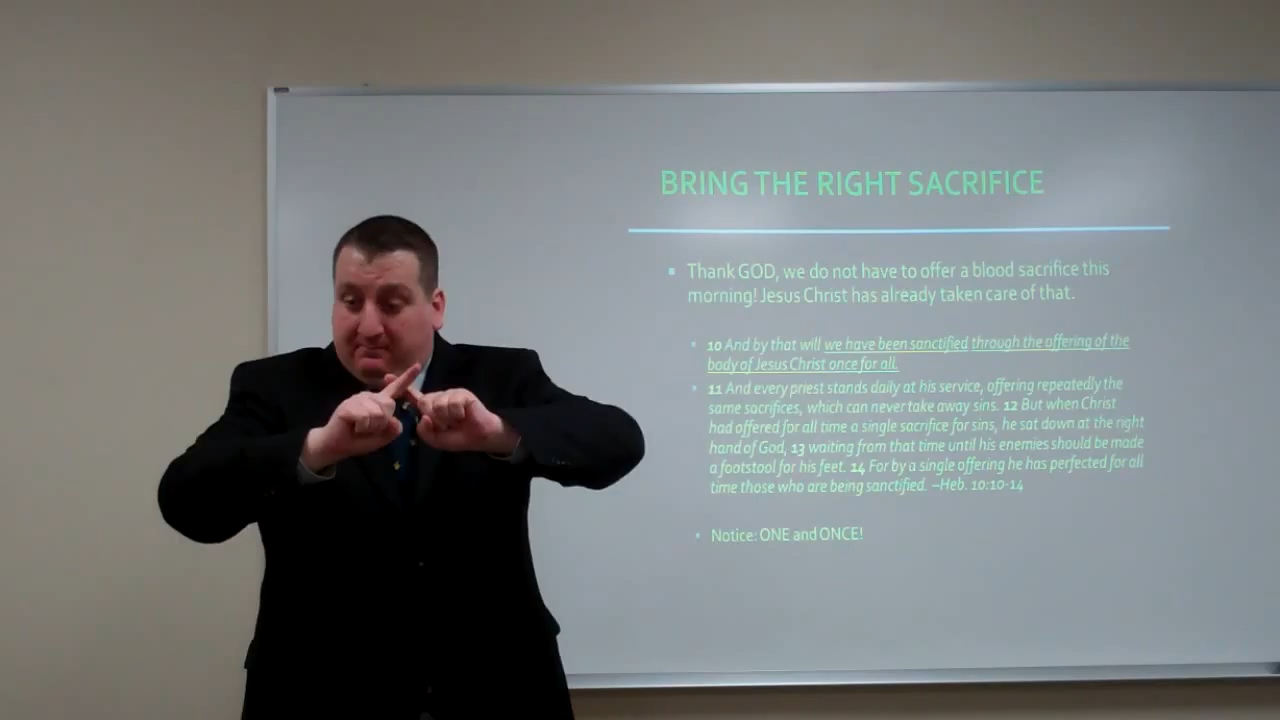 BRING THE RIGHT SACRIFICE
▪ Thank GOD, we do not have to offer a blood sacrifice this
morning! Jesus Christ has already taken care of that.
▪ 10 And by that will we have been sanctified through the offering of the
body of Jesus Christ once for all.
▪ 11 And every priest stands daily at his service, offering repeatedly the
same sacrifices, which can never take away sins. 12 But when Christ
had offered for all time a single sacrifice for sins, he sat down at the right
hand of God, 13 waiting from that time until his enemies should be made
a footstool for his feet. 14 For by a single offering he has perfected for all
time those who are being sanctified. –Heb. 10:10-14
▪ Notice: ONE and ONCE!